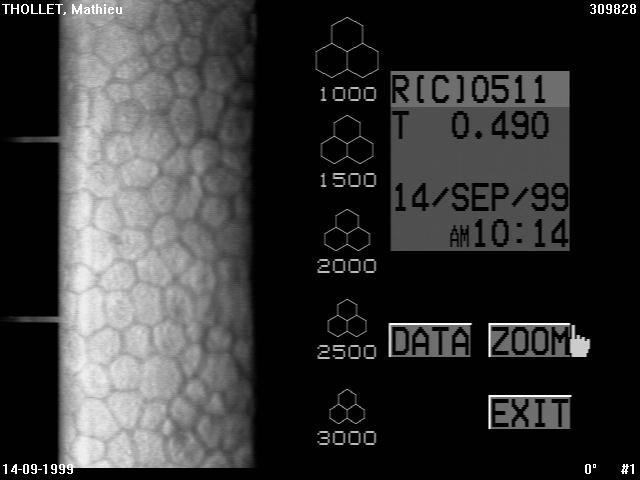 THOLLET, Mathieu
309828
1000
R[C]0511
T 0.490
1500
14/SEP/99
AM10:14
2000
2500
DATA ZOOM
EXIT
3000
14-09-1999
0° #1